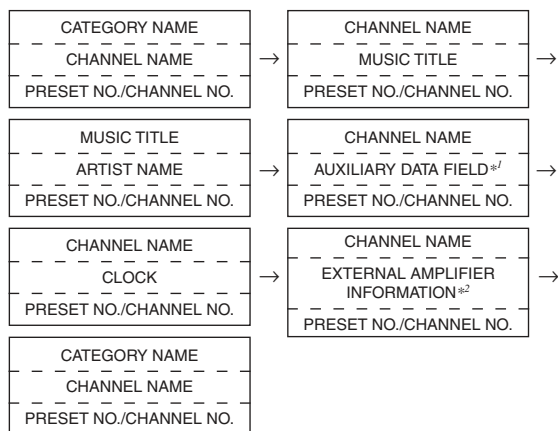 CATEGORY NAME
CHANNEL NAME
PRESET NO./CHANNEL NO.
→
CHANNEL NAME
MUSIC TITLE
PRESET NO./CHANNEL NO.
→
MUSIC TITLE
ARTIST NAME
PRESET NO./CHANNEL NO.
→
CHANNEL NAME
AUXILIARY DATA FIELD*1
PRESET NO./CHANNEL NO.
→
CHANNEL NAME
CLOCK
PRESET NO./CHANNEL NO.
→
CHANNEL NAME
EXTERNAL AMPLIFIER
INFORMATION*2
PRESET NO./CHANNEL NO.
→
CATEGORY NAME
CHANNEL NAME
PRESET NO./CHANNEL NO.